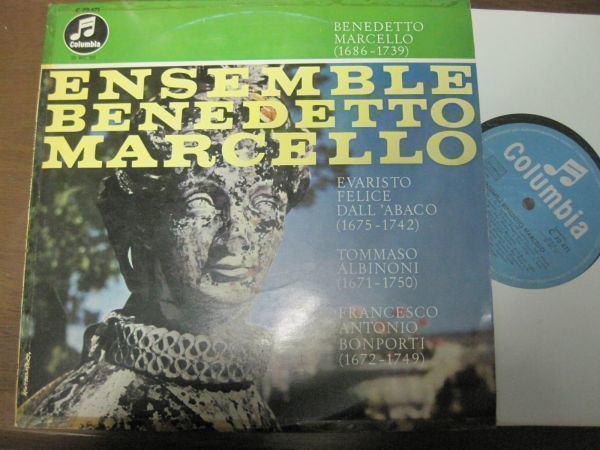 Columbia
BENEDETTO
MARCELLO
(1686-1739)
ENSEMBLE
BENEDETTO
MARCELLO
EVARISTO
FELICE
DALL'ABACO
(1675-1742)
TOMMASO
ALBINONI
(1671-1750)
FRANCESCO
ANTONIO
BONPORTI
(1672-1749)
Columbia